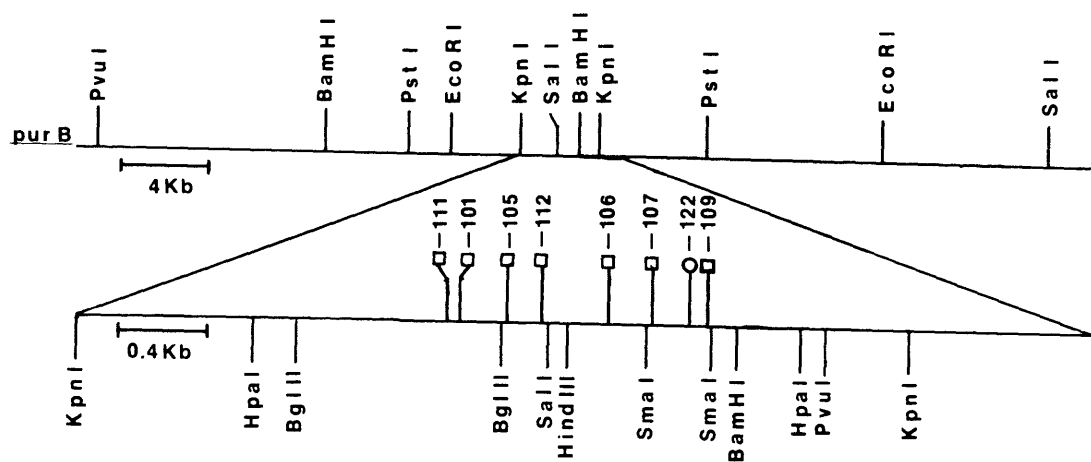 PvuI
BamHI
PstI
EcoRI
KpnI
SalI
BamHI
KpnI
PstI
EcoRI
SalI
purB
4Kb
111
101
105
112
106
107
122
109
0.4Kb
KpnI
HpaI
BglII
BglII
SalI
HindIII
SmaI
SmaI
BamHI
HpaI
PvuI
KpnI